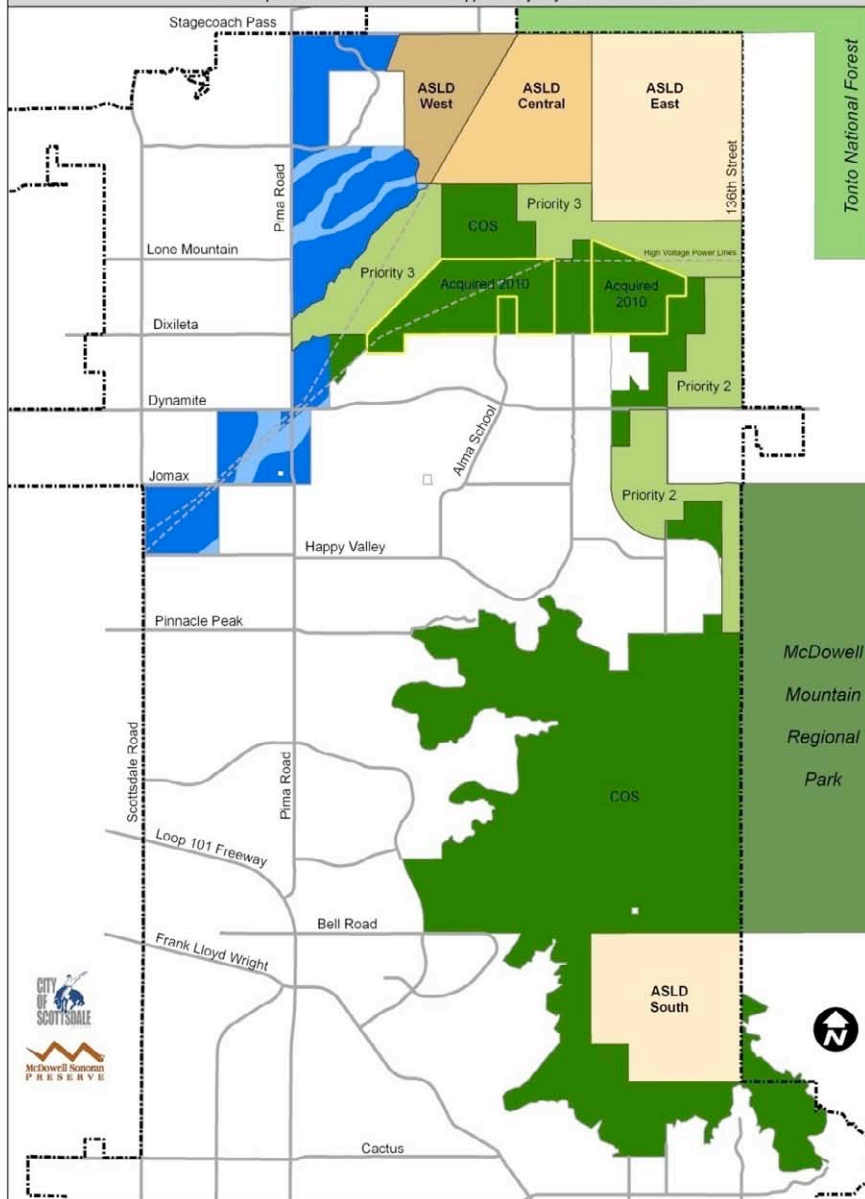 Stagecoach Pass
ASLD
West
ASLD
Central
ASLD
East
Tonto National Forest
136th Street
Pima Road
Priority 3
COS
Lone Mountain
High Voltage Power Lines
Priority 3
Acquired 2010
Acquired
2010
Dixileta
Priority 2
Dynamite
Alma School
Jomax
Priority 2
Happy Valley
Pinnacle Peak
McDowell
Mountain
Regional
Park
Scottsdale Road
Pima Road
COS
Loop 101 Freeway
Bell Road
Frank Lloyd Wright
ASLD
South
CITY
OF
SCOTTSDALE
N
McDowell Sonoran
PRESERVE
Cactus